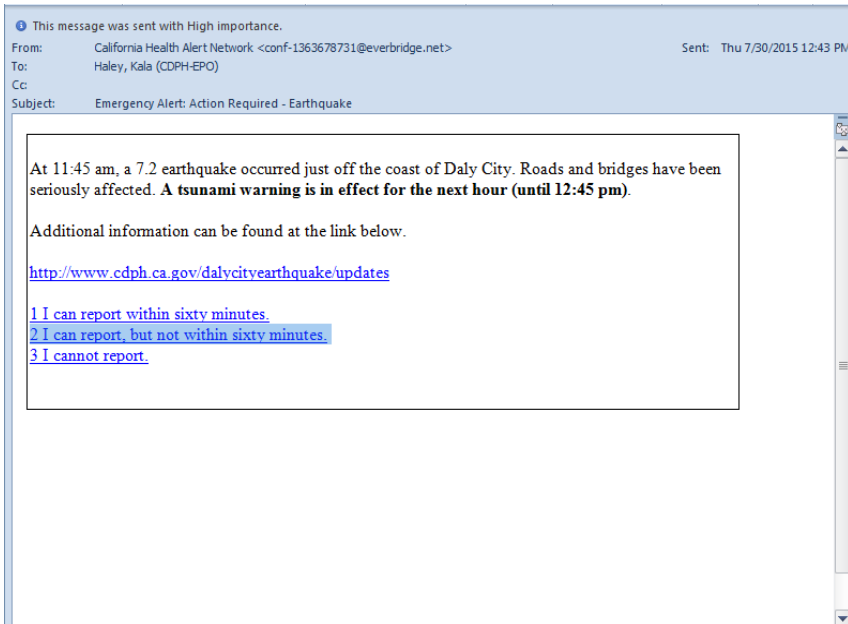 This message was sent with High importance.
From: California Health Alert Network <conf-1363678731@everbridge.net> Sent: Thu 7/30/2015 12:43 PM
To: Haley, Kala (CDPH-EPO)
Cc:
Subject: Emergency Alert: Action Required - Earthquake
At 11:45 am, a 7.2 earthquake occurred just off the coast of Daly City. Roads and bridges have been
seriously affected. A tsunami warning is in effect for the next hour (until 12:45 pm).
Additional information can be found at the link below.
http://www.cdph.ca.gov/dalycityearthquake/updates
1 I can report within sixty minutes.
2 I can report, but not within sixty minutes.
3 I cannot report.